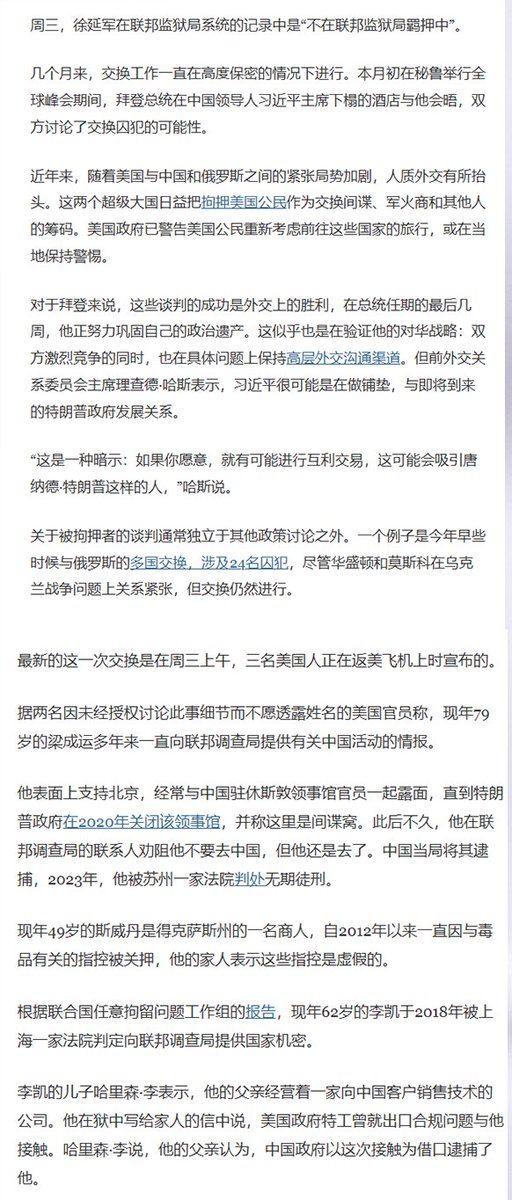 周三，徐延军在联邦监狱局系统的记录中是“不在联邦监狱局羁押中”。
几个月来，交换工作一直在高度保密的情况下进行。本月初在秘鲁举行全
球峰会期间，拜登总统在中国领导人习近平主席下榻的酒店与他会晤，双
方讨论了交换囚犯的可能性。
近年来，随着美国与中国和俄罗斯之间的紧张局势加剧，人质外交有所抬
头。这两个超级大国日益把拘押美国公民作为交换间谍、军火商和其他人
的筹码。美国政府已警告美国公民重新考虑前往这些国家的旅行，或在当
地保持警惕。
对于拜登来说，这些谈判的成功是外交上的胜利，在总统任期的最后几
周，他正努力巩固自己的政治遗产。这似乎也是在验证他的对华战略：双
方激烈竞争的同时，也在具体问题上保持高层外交沟通渠道。但前外交关
系委员会主席理查德·哈斯表示，习近平很可能是在做铺垫，与即将到来
的特朗普政府发展关系。
“这是一种暗示：如果你愿意，就有可能进行互利交易，这可能会吸引唐
纳德·特朗普这样的人，”哈斯说。
关于被拘押者的谈判通常独立于其他政策讨论之外。一个例子是今年早些
时候与俄罗斯的多国交换，涉及24名囚犯，尽管华盛顿和莫斯科在乌克
兰战争问题上关系紧张，但交换仍然进行。
最新的这一次交换是在周三上午，三名美国人正在返美飞机上时宣布的。
据两名因未经授权讨论此事细节而不愿透露姓名的美国官员称，现年79
岁的梁成运多年来一直向联邦调查局提供有关中国活动的情报。
他表面上支持北京，经常与中国驻休斯敦领事馆官员一起露面，直到特朗
普政府在2020年关闭该领事馆，并称这里是间谍窝。此后不久，他在联
邦调查局的联系人劝阻他不要去中国，但他还是去了。中国当局将其逮
捕，2023年，他被苏州一家法院判处无期徒刑。
现年49岁的斯威丹是得克萨斯州的一名商人，自2012年以来一直因与毒
品有关的指控被关押，他的家人表示这些指控是虚假的。
根据联合国任意拘留问题工作组的报告，现年62岁的李凯于2018年被上
海一家法院判定向联邦调查局提供国家机密。
李凯的儿子哈里森·李表示，他的父亲经营着一家向中国客户销售技术的
公司。他在狱中写给家人的信中说，美国政府特工曾就出口合规问题与他
接触。哈里森·李说，他的父亲认为，中国政府以这次接触为借口逮捕了
他。